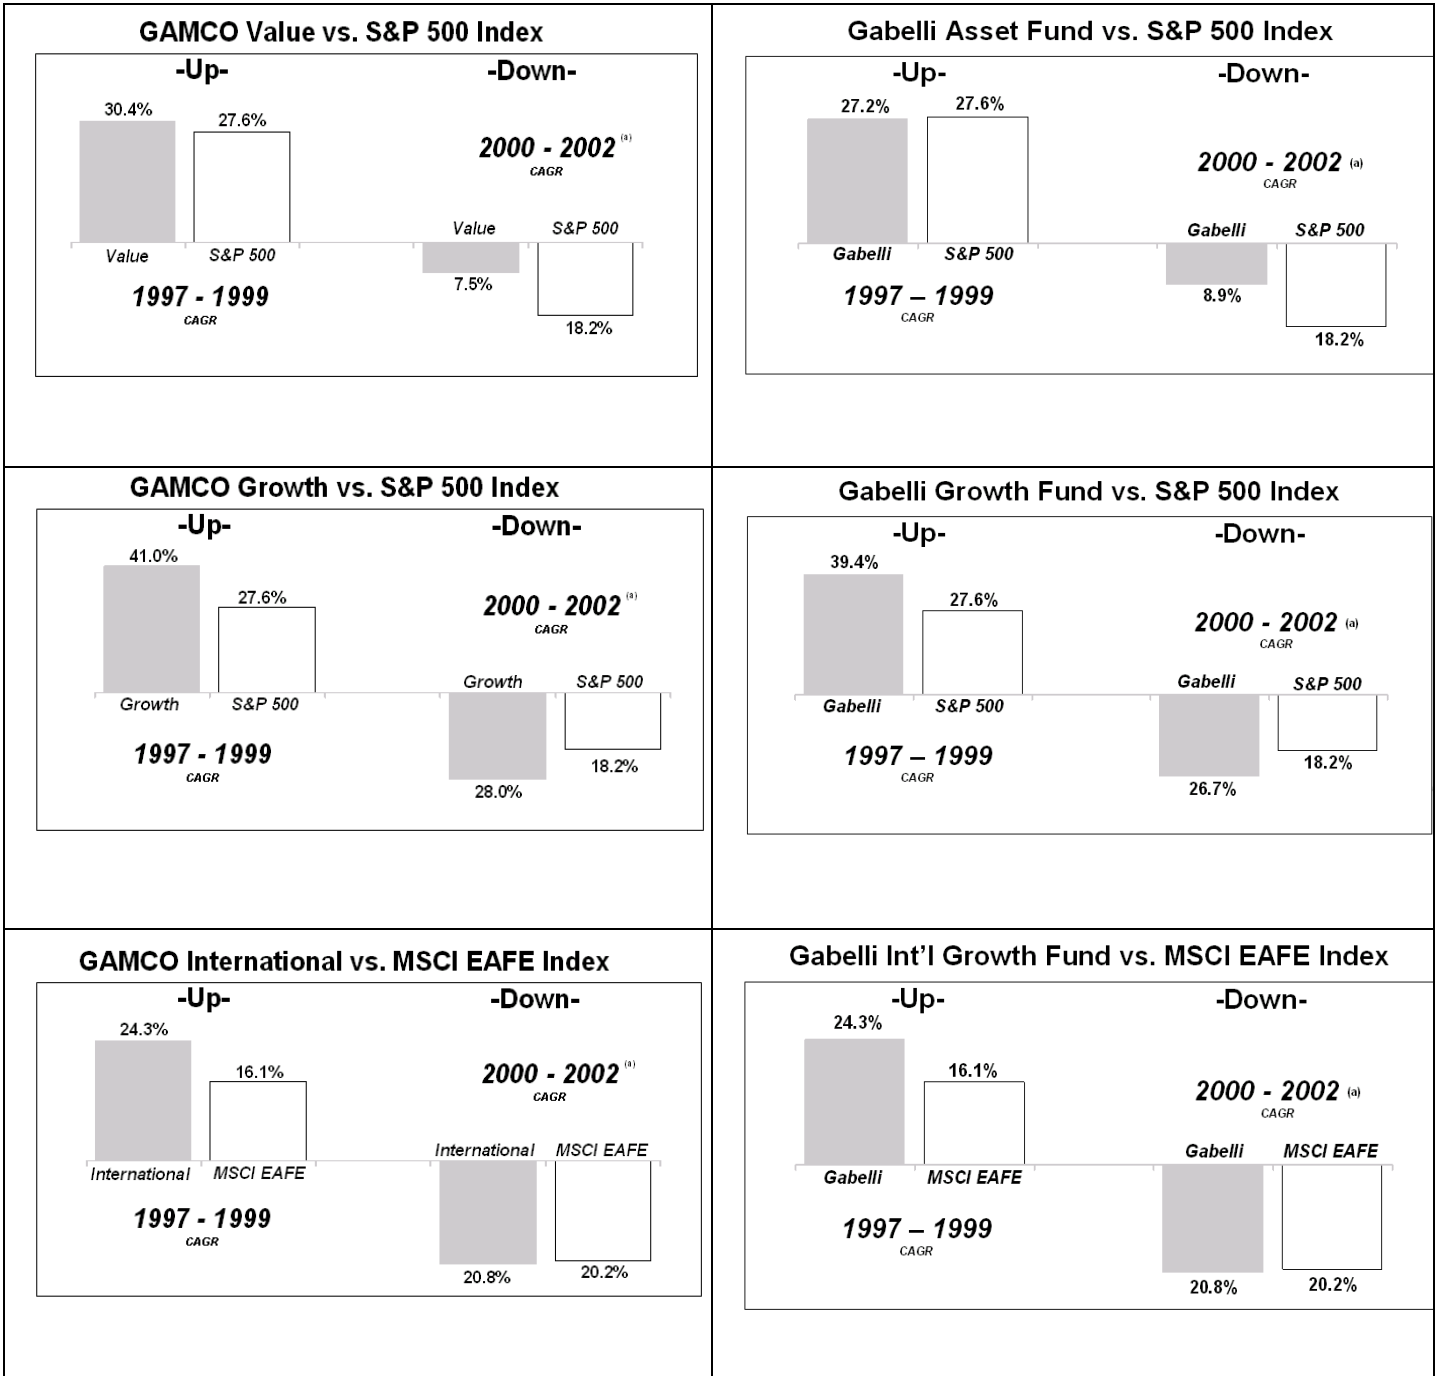 GAMCO Value vs. S&P 500 Index
-Up-
-Down-
30.4%
27.6%
2000 - 2002 (a)
CAGR
Value
S&P 500
Value
S&P 500
7.5%
18.2%
1997 - 1999
CAGR
Gabelli Asset Fund vs. S&P 500 Index
-Up-
-Down-
27.2%
27.6%
2000 - 2002 (a)
CAGR
Gabelli
S&P 500
Gabelli
S&P 500
8.9%
18.2%
1997 – 1999
CAGR
GAMCO Growth vs. S&P 500 Index
-Up-
-Down-
41.0%
27.6%
2000 - 2002 (a)
CAGR
Growth
S&P 500
Growth
S&P 500
18.2%
28.0%
1997 - 1999
CAGR
Gabelli Growth Fund vs. S&P 500 Index
-Up-
-Down-
39.4%
27.6%
2000 - 2002 (a)
CAGR
Gabelli
S&P 500
Gabelli
S&P 500
18.2%
26.7%
1997 – 1999
CAGR
GAMCO International vs. MSCI EAFE Index
-Up-
-Down-
24.3%
16.1%
2000 - 2002 (a)
CAGR
International
MSCI EAFE
International
MSCI EAFE
20.8%
20.2%
1997 - 1999
CAGR
Gabelli Int’l Growth Fund vs. MSCI EAFE Index
-Up-
-Down-
24.3%
16.1%
2000 - 2002 (a)
CAGR
Gabelli
MSCI EAFE
Gabelli
MSCI EAFE
20.8%
20.2%
1997 – 1999
CAGR